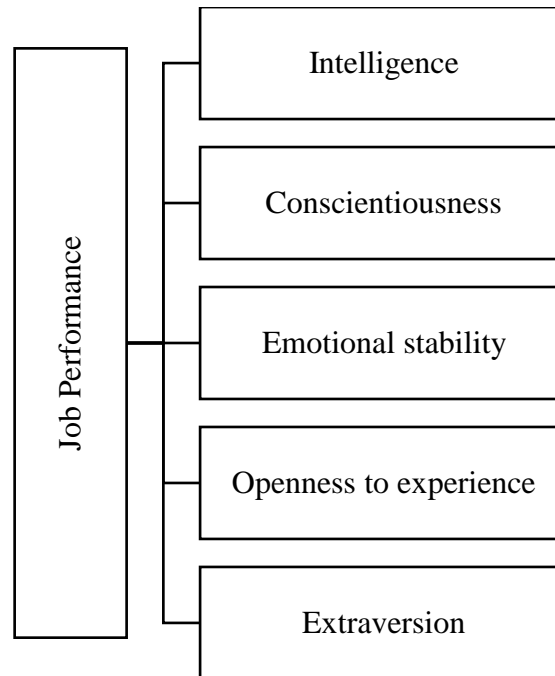 Job Performance
Intelligence
Conscientiousness
Emotional stability
Openness to experience
Extraversion